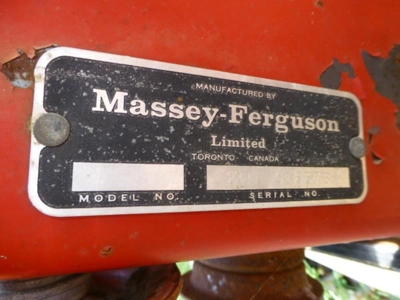 MANUFACTURED BY
Massey-Ferguson
Limited
TORONTO CANADA
MODEL NO. SERIAL NO.